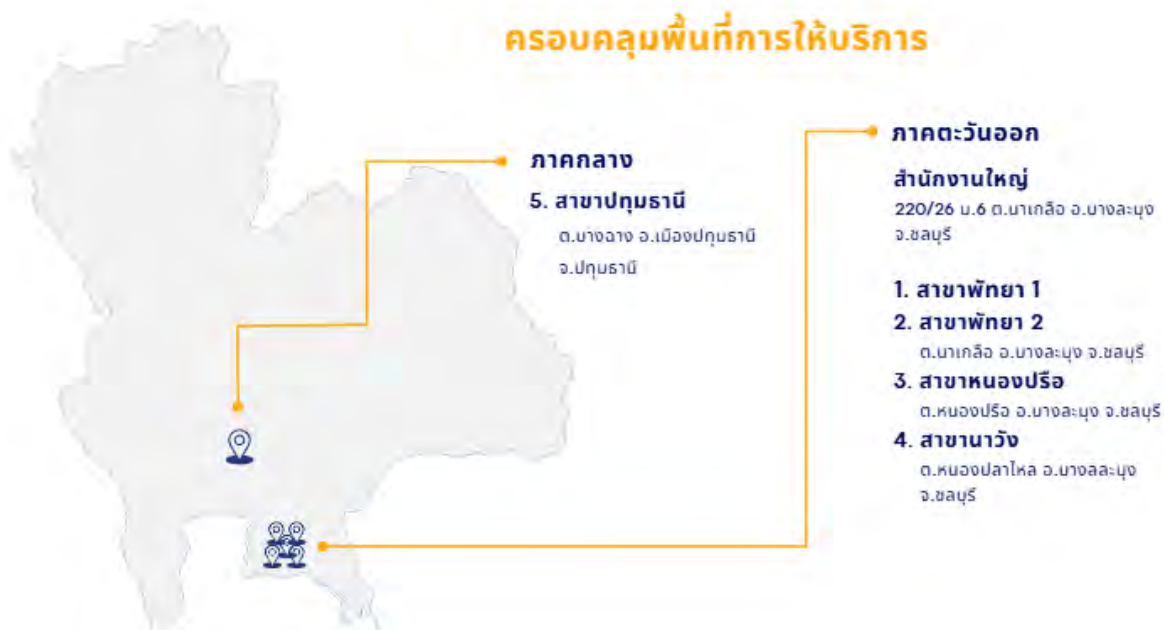 ครอบคลุมพื้นที่การให้บริการ
ภาคกลาง
5. สาขาปทุมธานี
ต.บางฉาง อ.เมืองปทุมธานี
จ.ปทุมธานี
ภาคตะวันออก
สำนักงานใหญ่
220/26 ม.6 ต.นาเกลือ อ.บางละมุง
จ.ชลบุรี
1. สาขาพัทยา 1
2. สาขาพัทยา 2
ต.นาเกลือ อ.บางละมุง จ.ชลบุรี
3. สาขาหนองปรือ
ต.หนองปรือ อ.บางละมุง จ.ชลบุรี
4. สาขานาวัง
ต.หนองปลาไหล อ.บางลละมุง
จ.ชลบุรี